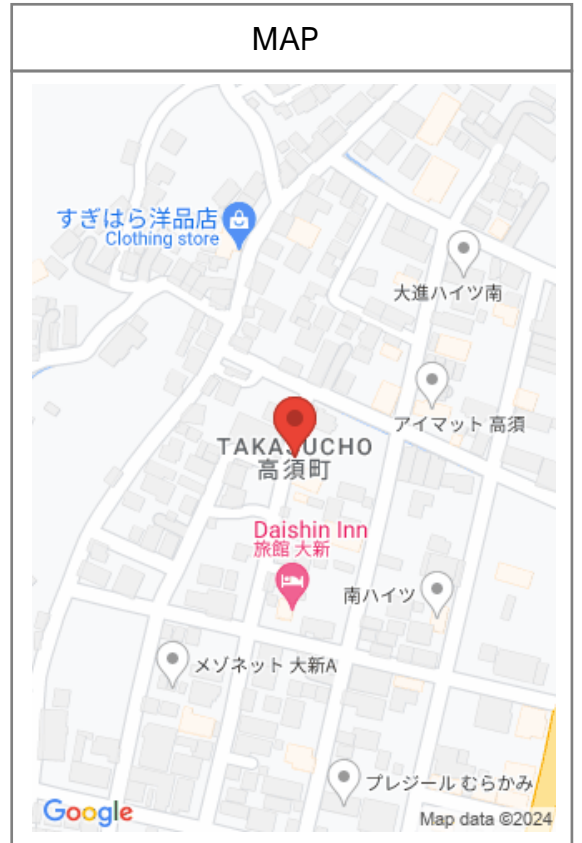 MAP
すぎはら洋品店
Clothing store
大進ハイツ南
アイマット 高須
TAKASUCHO
高須町
Daishin Inn
旅館 大新
南ハイツ
メゾネット 大新A
プレジール むらかみ
Google
Map data ©2024